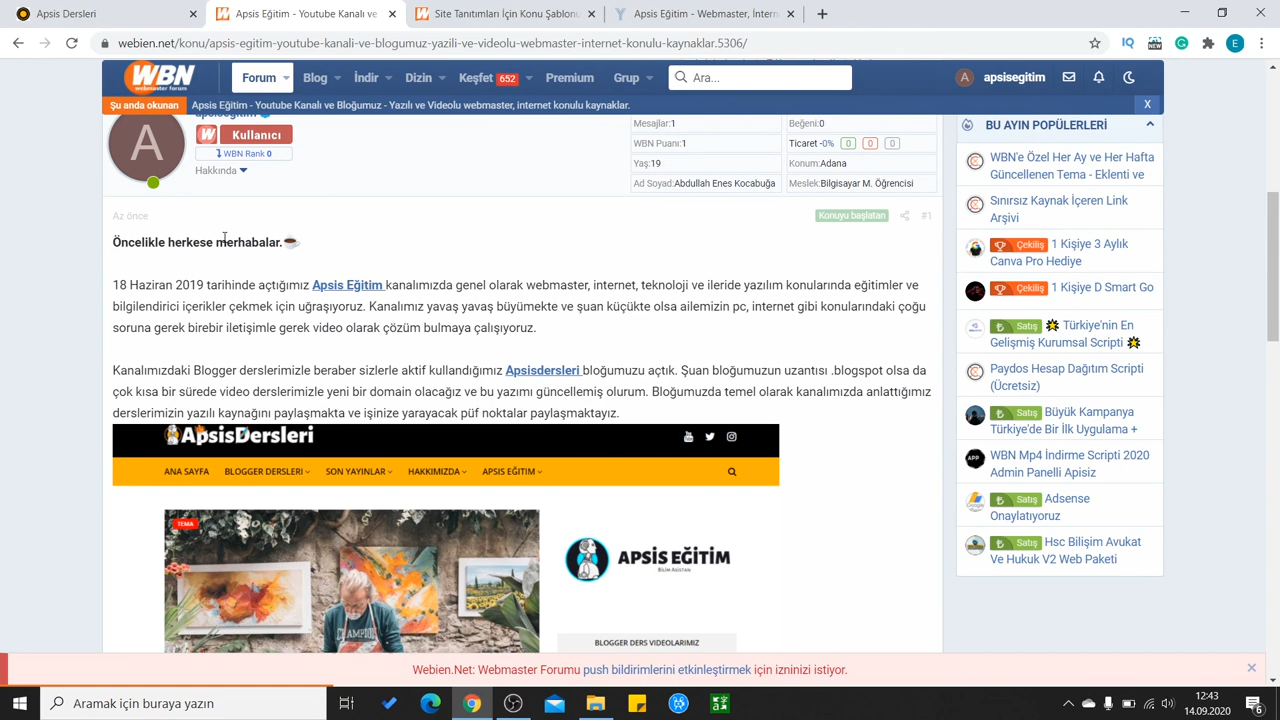 Apsis Dersleri
Apsis Eğitim - Youtube Kanalı ve
Site Tanıtımları İçin Konu Şablonu
Apsis Eğitim - Webmaster, İntern
webien.net/konu/apsis-egitim-youtube-kanali-ve-blogumuz-yazili-ve-videolu-webmaster-internet-konulu-kaynaklar.5306/
IQ
NEW
E
WBN
webmaster forum
Forum
Blog
İndir
Dizin
Keşfet
652
Premium
Grup
Ara...
A
apsisegitim
Şu anda okunan
Apsis Eğitim - Youtube Kanalı ve Bloğumuz - Yazılı ve Videolu webmaster, internet konulu kaynaklar.
X
apsisegitim
A
Kullanıcı
WBN Rank 0
Hakkında
Mesajlar:1
Beğeni:0
WBN Puanı:1
Ticaret -0%
0
0
0
Yaş:19
Konum:Adana
Ad Soyad:Abdullah Enes Kocabuğa
Meslek:Bilgisayar M. Öğrencisi
Az önce
Konuyu başlatan
#1
Öncelikle herkese merhabalar.
18 Haziran 2019 tarihinde açtığımız Apsis Eğitim kanalımızda genel olarak webmaster, internet, teknoloji ve ileride yazılım konularında eğitimler ve
bilgilendirici içerikler çekmek için uğraşıyoruz. Kanalımız yavaş yavaş büyümekte ve şuan küçükte olsa ailemizin pc, internet gibi konularındaki çoğu
soruna gerek birebir iletişimle gerek video olarak çözüm bulmaya çalışıyoruz.
Kanalımızdaki Blogger derslerimizle beraber sizlerle aktif kullandığımız Apsisdersleri bloğumuzu açtık. Şuan bloğumuzun uzantısı .blogspot olsa da
çok kısa bir sürede video derslerimizle yeni bir domain olacağız ve bu yazımı güncellemiş olurum. Bloğumuzda temel olarak kanalımızda anlattığımız
derslerimizin yazılı kaynağını paylaşmakta ve işinize yarayacak püf noktalar paylaşmaktayız.
ApsisDersleri
ANA SAYFA
BLOGGER DERSLERI
SON YAYINLAR
HAKKIMIZDA
APSIS EĞITIM
TEMA
CHAMPION
APSIS EĞİTİM
BİLİM ASİSTAN
BLOGGER DERS VIDEOLARIMIZ
BU AYIN POPÜLERLERİ
WBN'e Özel Her Ay ve Her Hafta
Güncellenen Tema - Eklenti ve
Sınırsız Kaynak İçeren Link
Arşivi
Çekiliş 1 Kişiye 3 Aylık
Canva Pro Hediye
Çekiliş 1 Kişiye D Smart Go
Satış Türkiye'nin En
Gelişmiş Kurumsal Scripti
Paydos Hesap Dağıtım Scripti
(Ücretsiz)
Satış Büyük Kampanya
Türkiye'de Bir İlk Uygulama +
APP
WBN Mp4 İndirme Scripti 2020
Admin Panelli Apisiz
Satış Adsense
Onaylatıyoruz
Satış Hsc Bilişim Avukat
Ve Hukuk V2 Web Paketi
Webien.Net: Webmaster Forumu push bildirimlerini etkinleştirmek için izninizi istiyor.
Aramak için buraya yazın
12:43
14.09.2020
6